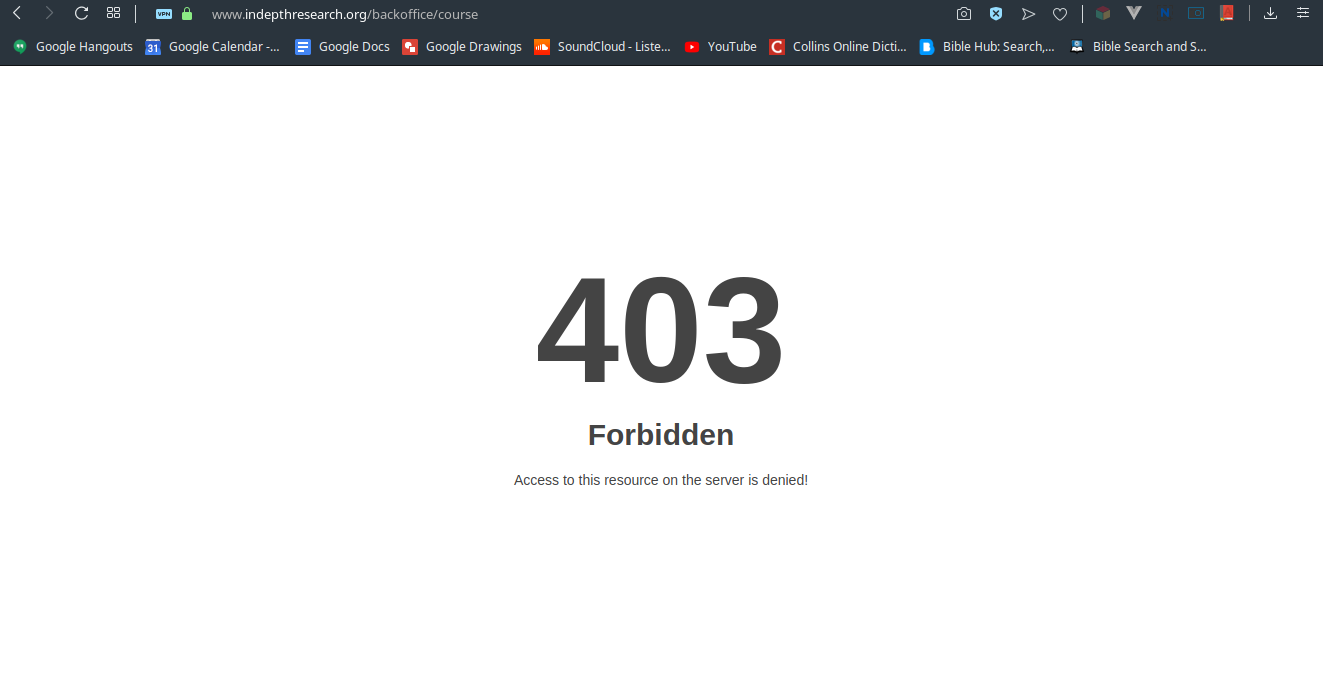 VPN www.indepthresearch.org/backoffice/course
Google Hangouts 31 Google Calendar -... Google Docs Google Drawings SoundCloud - Liste... YouTube Collins Online Dicti... Bible Hub: Search,... Bible Search and S...
403
Forbidden
Access to this resource on the server is denied!